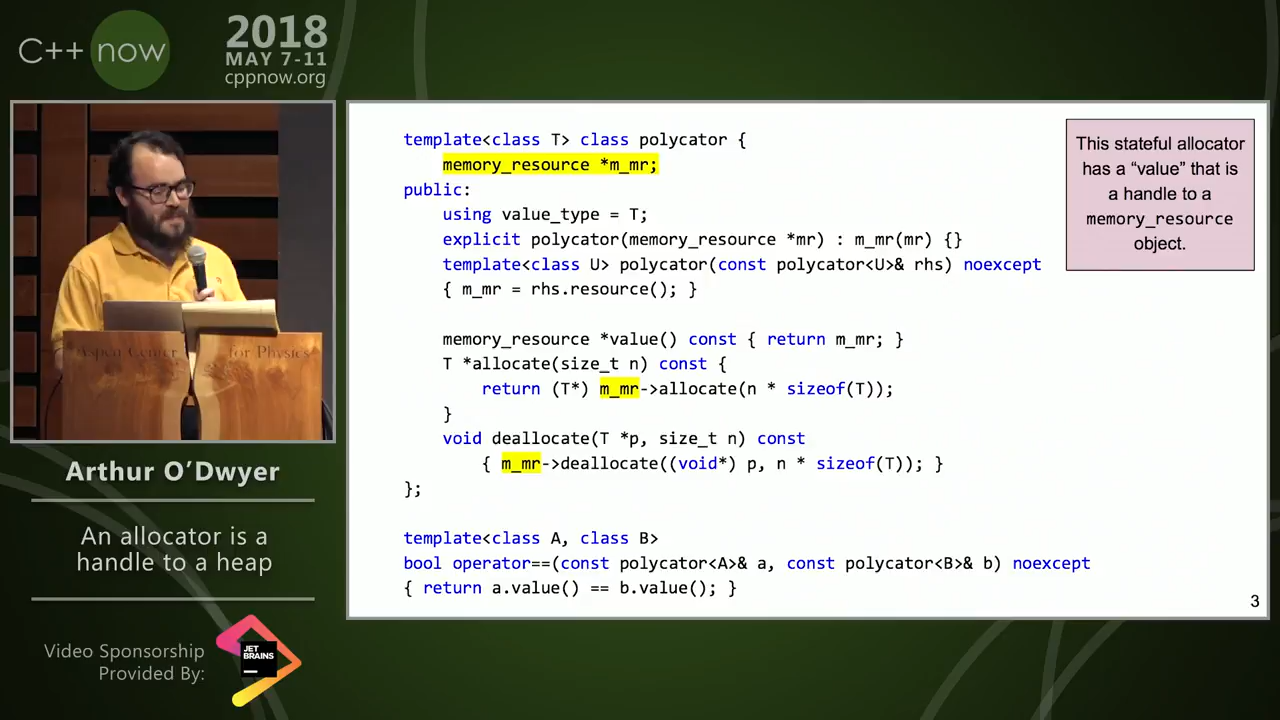 C++ now
2018
MAY 7-11
cppnow.org
Aspen Center for Physics
Arthur O’Dwyer
An allocator is a
handle to a heap
Video Sponsorship
Provided By:
JET
BRAINS
template<class T> class polycator {
memory_resource *m_mr;
public:
using value_type = T;
explicit polycator(memory_resource *mr) : m_mr(mr) {}
template<class U> polycator(const polycator<U>& rhs) noexcept
{ m_mr = rhs.resource(); }
memory_resource *value() const { return m_mr; }
T *allocate(size_t n) const {
return (T*) m_mr->allocate(n * sizeof(T));
}
void deallocate(T *p, size_t n) const
{ m_mr->deallocate((void*) p, n * sizeof(T)); }
};
template<class A, class B>
bool operator==(const polycator<A>& a, const polycator<B>& b) noexcept
{ return a.value() == b.value(); }
This stateful allocator
has a “value” that is
a handle to a
memory_resource
object.
3